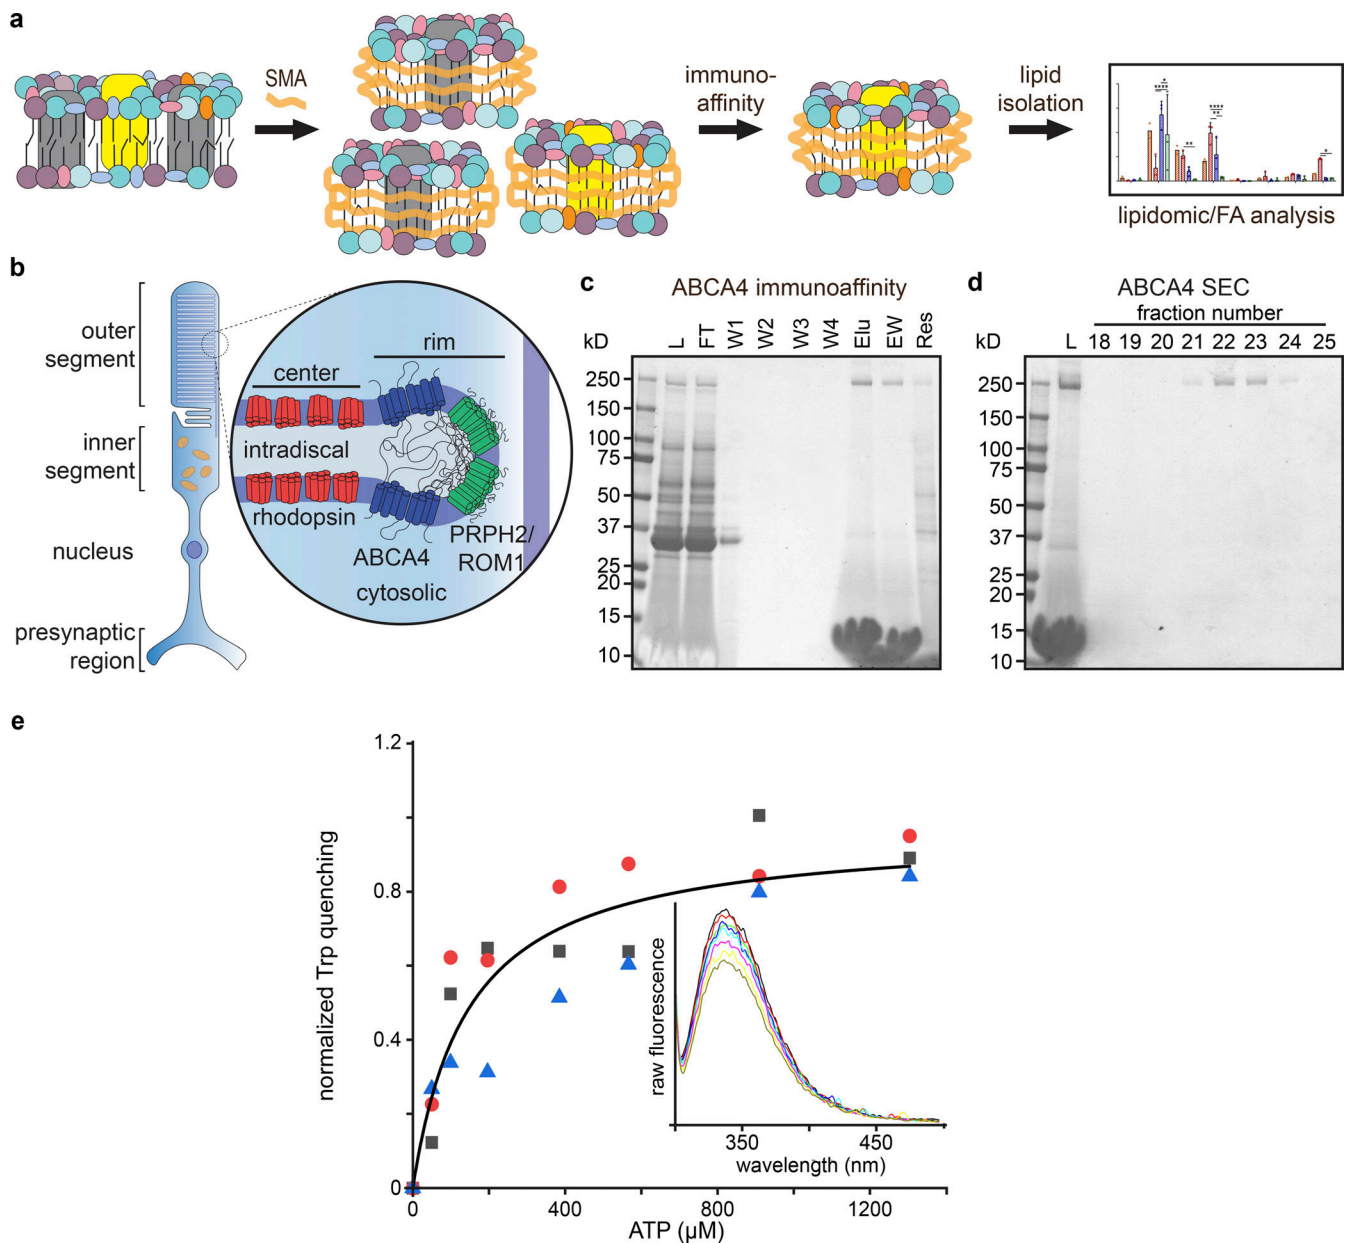 a
SMA
immuno-
affinity
lipid
isolation
****
*
**
****
**
*
lipidomic/FA analysis
b
outer
segment
inner
segment
nucleus
presynaptic
region
rim
center
intradiscal
rhodopsin
ABCA4
PRPH2/
ROM1
cytosolic
c
ABCA4 immunoaffinity
kD
L FT W1 W2 W3 W4 Elu EW Res
250
150
100
75
50
37
25
20
15
10
d
ABCA4 SEC
fraction number
kD
L 18 19 20 21 22 23 24 25
250
150
100
75
50
37
25
20
15
10
e
normalized Trp quenching
1.2
0.8
0.4
0
0 400 800 1200
ATP (µM)
raw fluorescence
350 450
wavelength (nm)